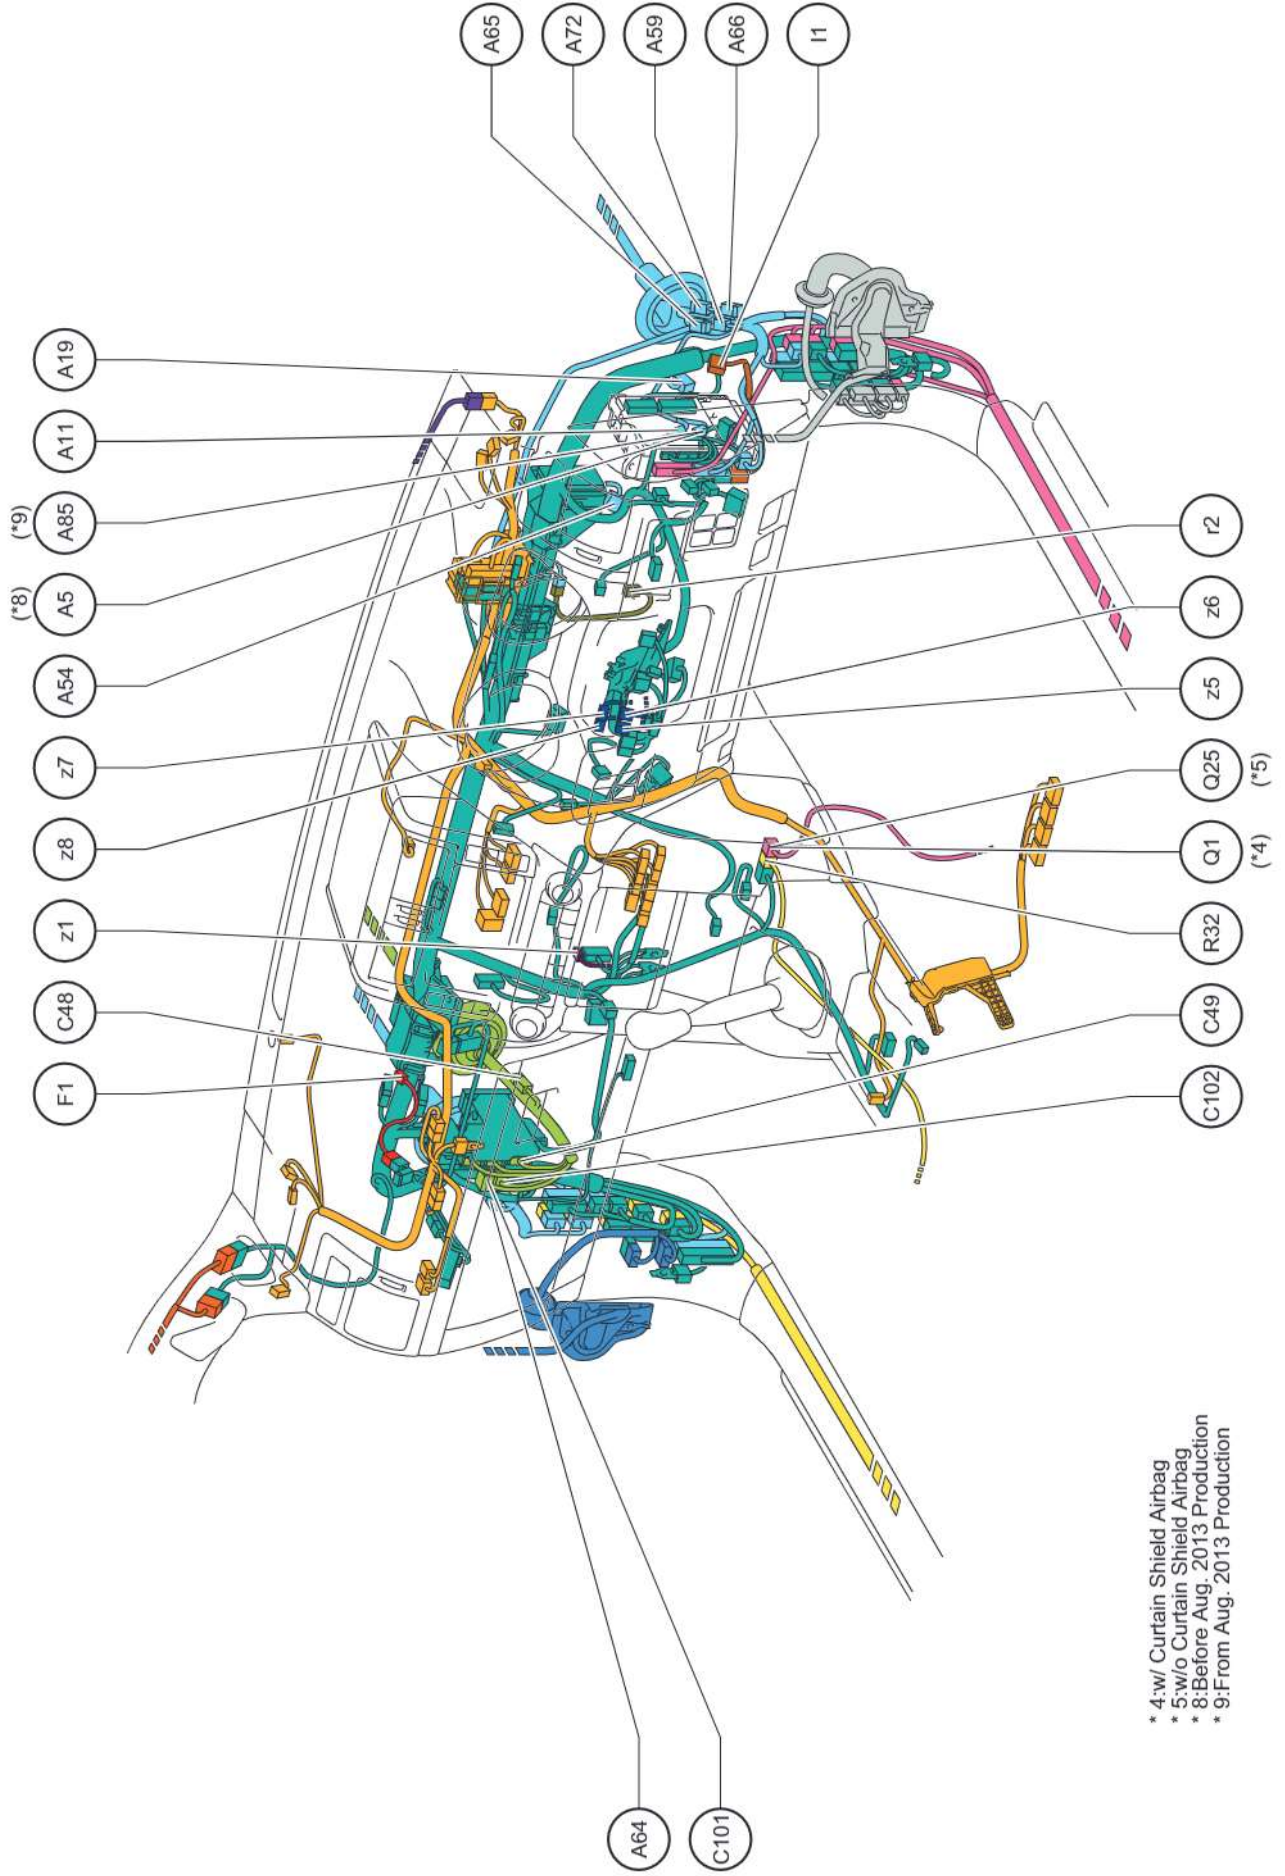 F1
C48
z1
z8
z7
A54
A5
(*8)
A85
(*9)
A11
A19
A65
A72
A59
A66
I1
A64
C101
C102
C49
R32
Q1
(*4)
Q25
(*5)
z5
z6
r2
* 4:w/ Curtain Shield Airbag
* 5:w/o Curtain Shield Airbag
* 8:Before Aug. 2013 Production
* 9:From Aug. 2013 Production